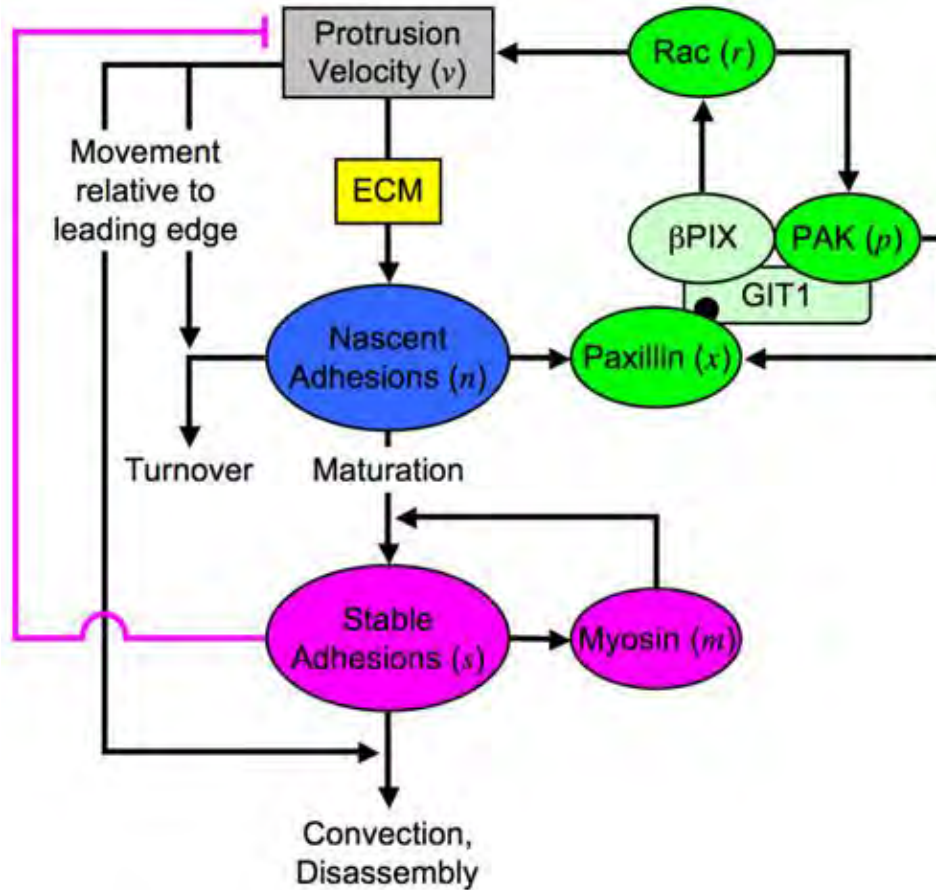 Protrusion
Velocity (v)
Rac (r)
Movement
relative to
leading edge
ECM
βPIX
PAK (p)
GIT1
Nascent
Adhesions (n)
Paxillin (x)
Turnover
Maturation
Stable
Adhesions (s)
Myosin (m)
Convection,
Disassembly